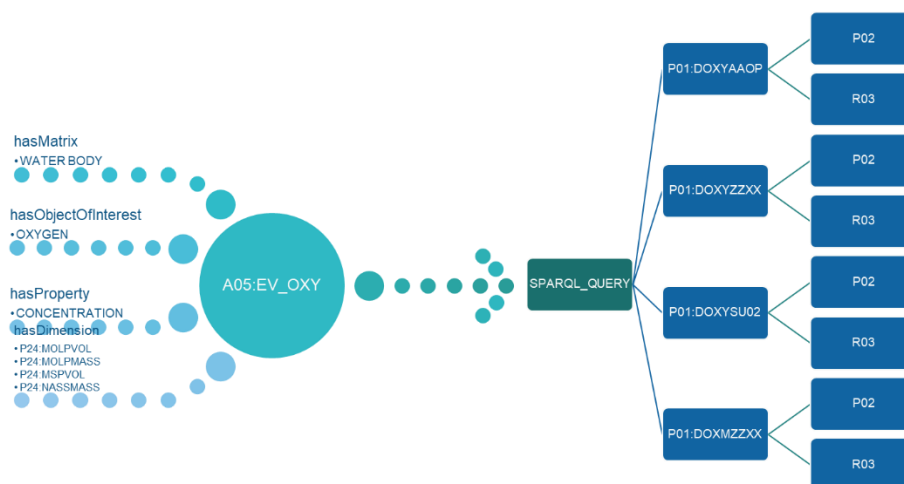 hasMatrix
•WATER BODY
hasObjectOfInterest
•OXYGEN
hasProperty
•CONCENTRATION
hasDimension
•P24:MOLPVOL
•P24:MOLPMASS
•P24:MSPVOL
•P24:NASSMASS
A05:EV_OXY
SPARQL_QUERY
P01:DOXYAAOP
P02
R03
P01:DOXYZZXX
P02
R03
P01:DOXYSU02
P02
R03
P01:DOXMZZXX
P02
R03